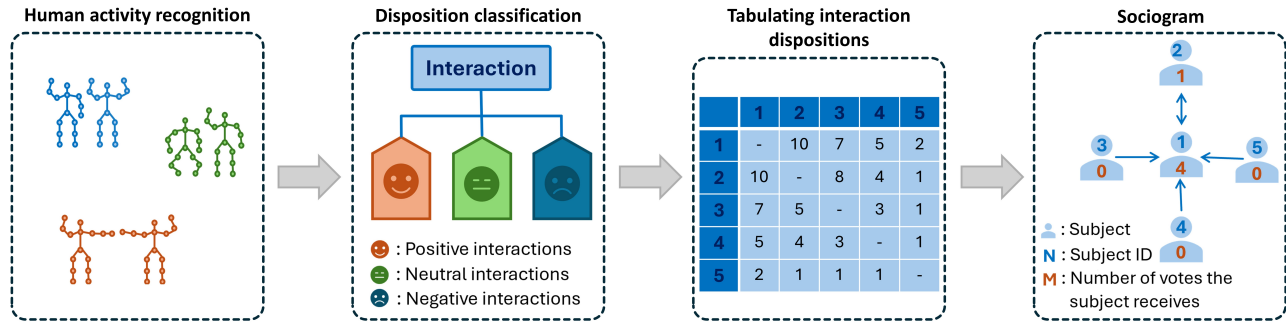 Human activity recognition
Disposition classification
Interaction
: Positive interactions
: Neutral interactions
: Negative interactions
Tabulating interaction
dispositions
1 2 3 4 5
1 - 10 7 5 2
2 10 - 8 4 1
3 7 5 - 3 1
4 5 4 3 - 1
5 2 1 1 1 -
Sociogram
2
1
3 1 5
0 4 0
4
0
: Subject
N : Subject ID
M : Number of votes the
subject receives